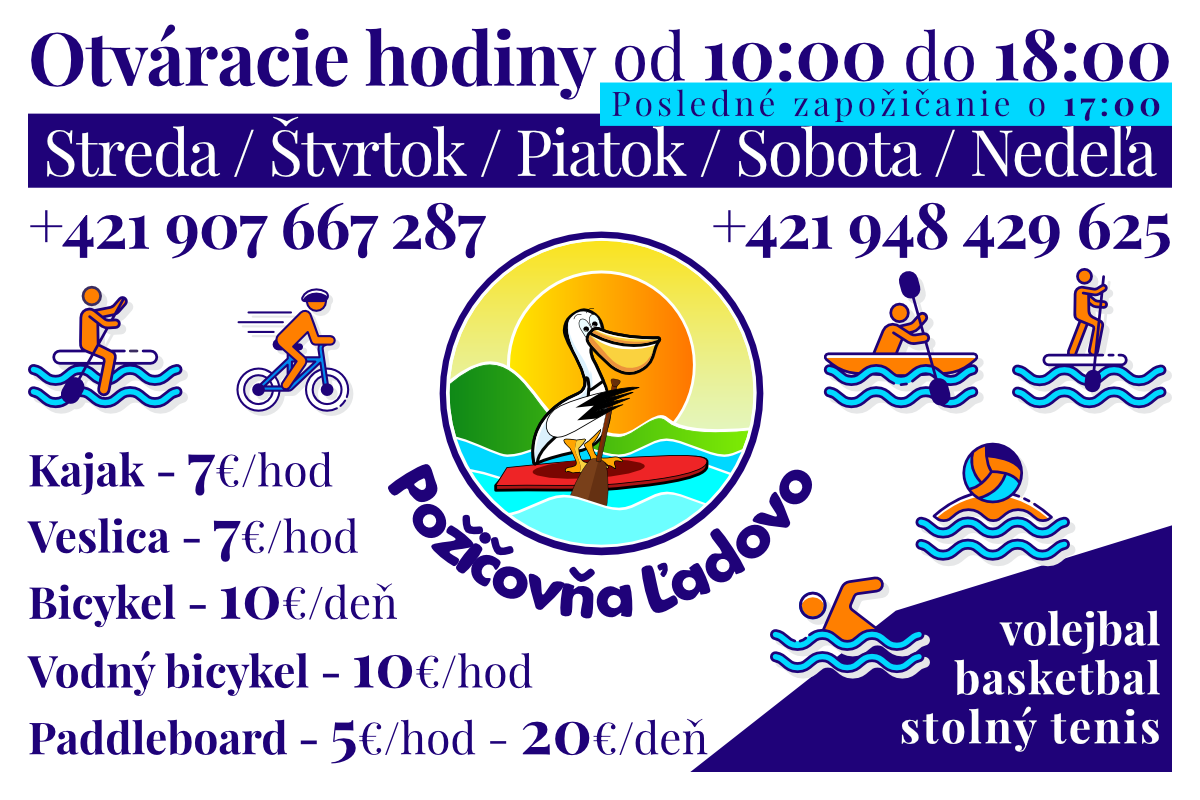 Otváracie hodiny od 10:00 do 18:00
Posledné zapožičanie o 17:00
Streda / Štvrtok / Piatok / Sobota / Nedeľa
+421 907 667 287
+421 948 429 625
Požičovňa Ľadovo
Kajak - 7€/hod
Veslica - 7€/hod
Bicykel - 10€/deň
Vodný bicykel - 10€/hod
Paddleboard - 5€/hod - 20€/deň
volejbal
basketbal
stolný tenis